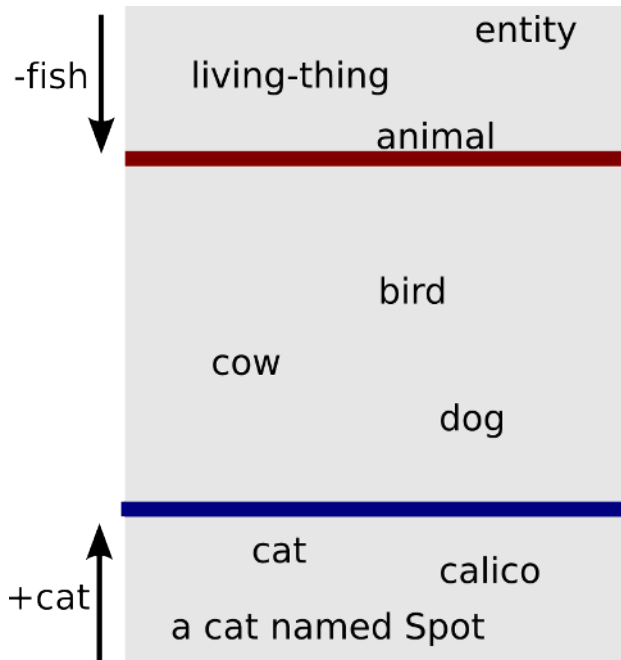 entity
-fish
living-thing
animal
bird
cow
dog
cat
calico
+cat
a cat named Spot